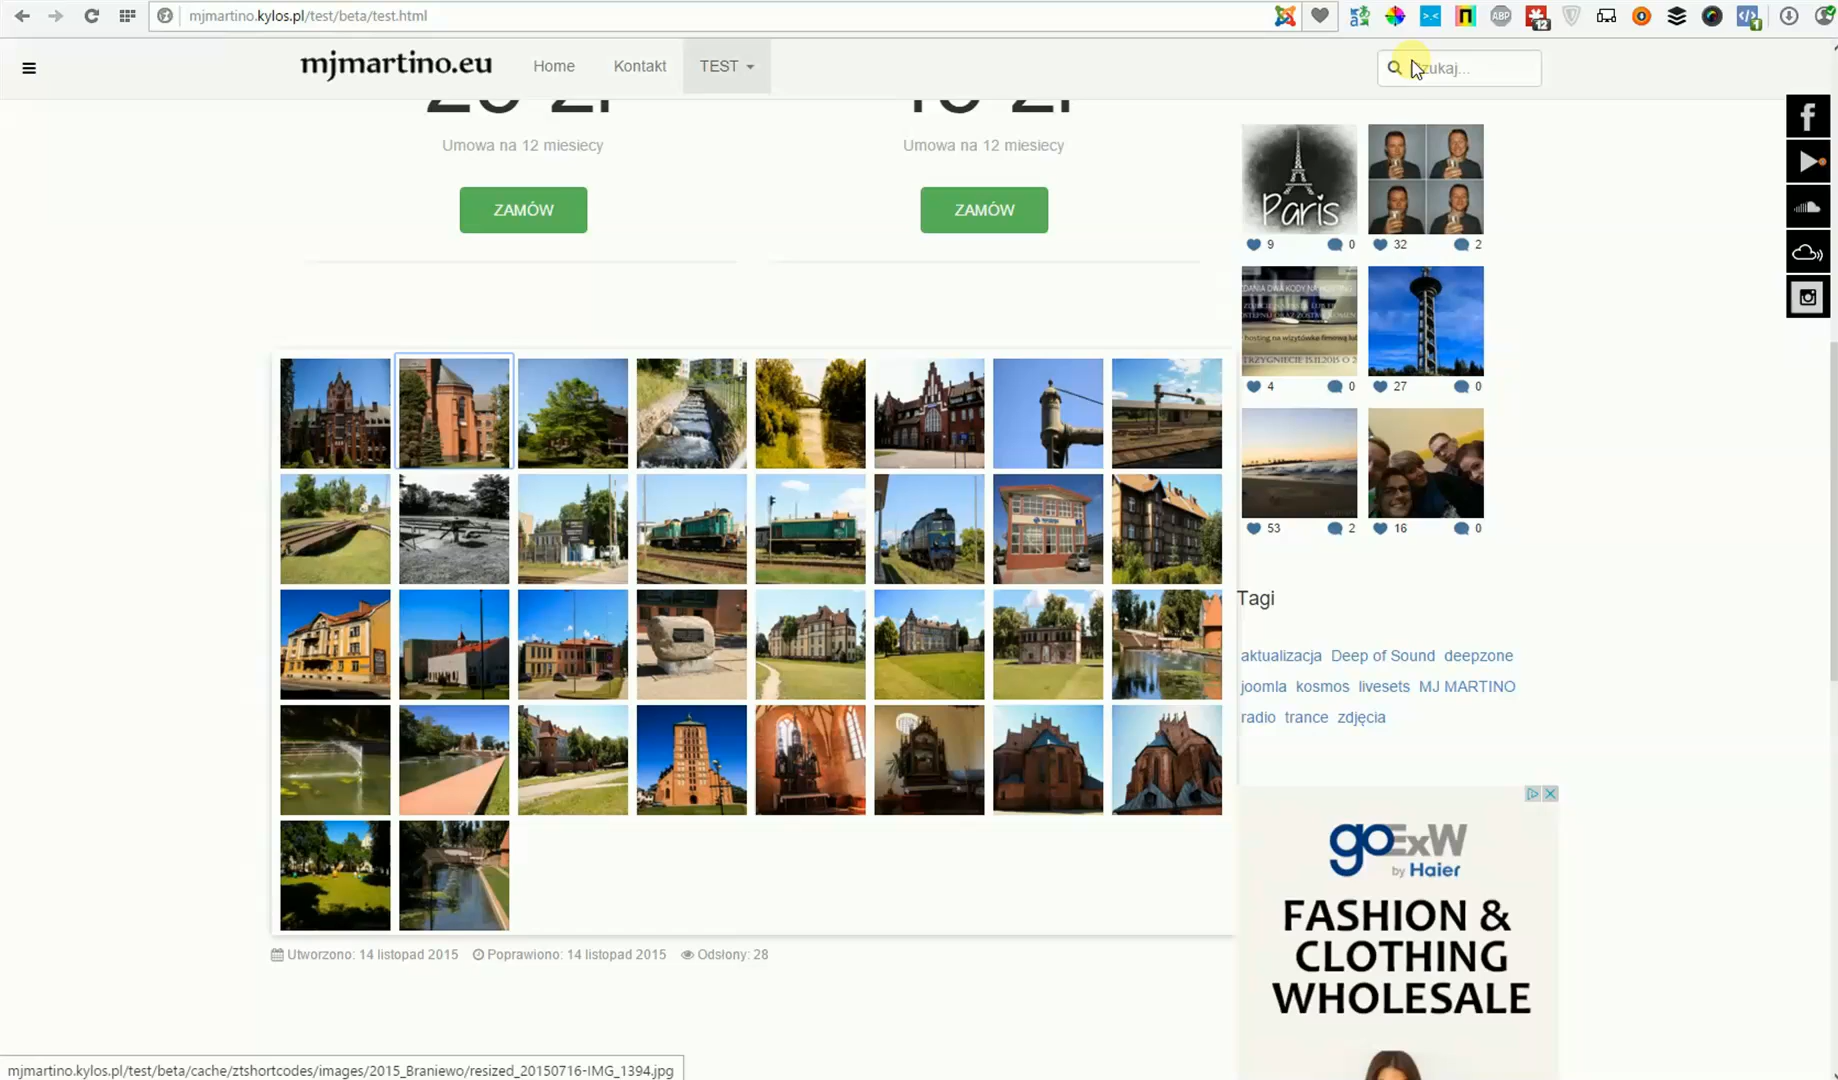 mjmartino.kylos.pl/test/beta/test.html
ABP
12
1
mjmartino.eu
Home
Kontakt
TEST
zukaj...
Umowa na 12 miesiecy
Umowa na 12 miesiecy
ZAMÓW
ZAMÓW
Paris
9
0
32
2
4
0
27
0
53
2
16
0
Tagi
aktualizacja Deep of Sound deepzone
joomla kosmos livesets MJ MARTINO
radio trance zdjęcia
goExW
by Haier
FASHION &
CLOTHING
WHOLESALE
Utworzono: 14 listopad 2015 Poprawiono: 14 listopad 2015 Odsłony: 28
mjmartino.kylos.pl/test/beta/cache/ztshortcodes/images/2015_Braniewo/resized_20150716-IMG_1394.jpg